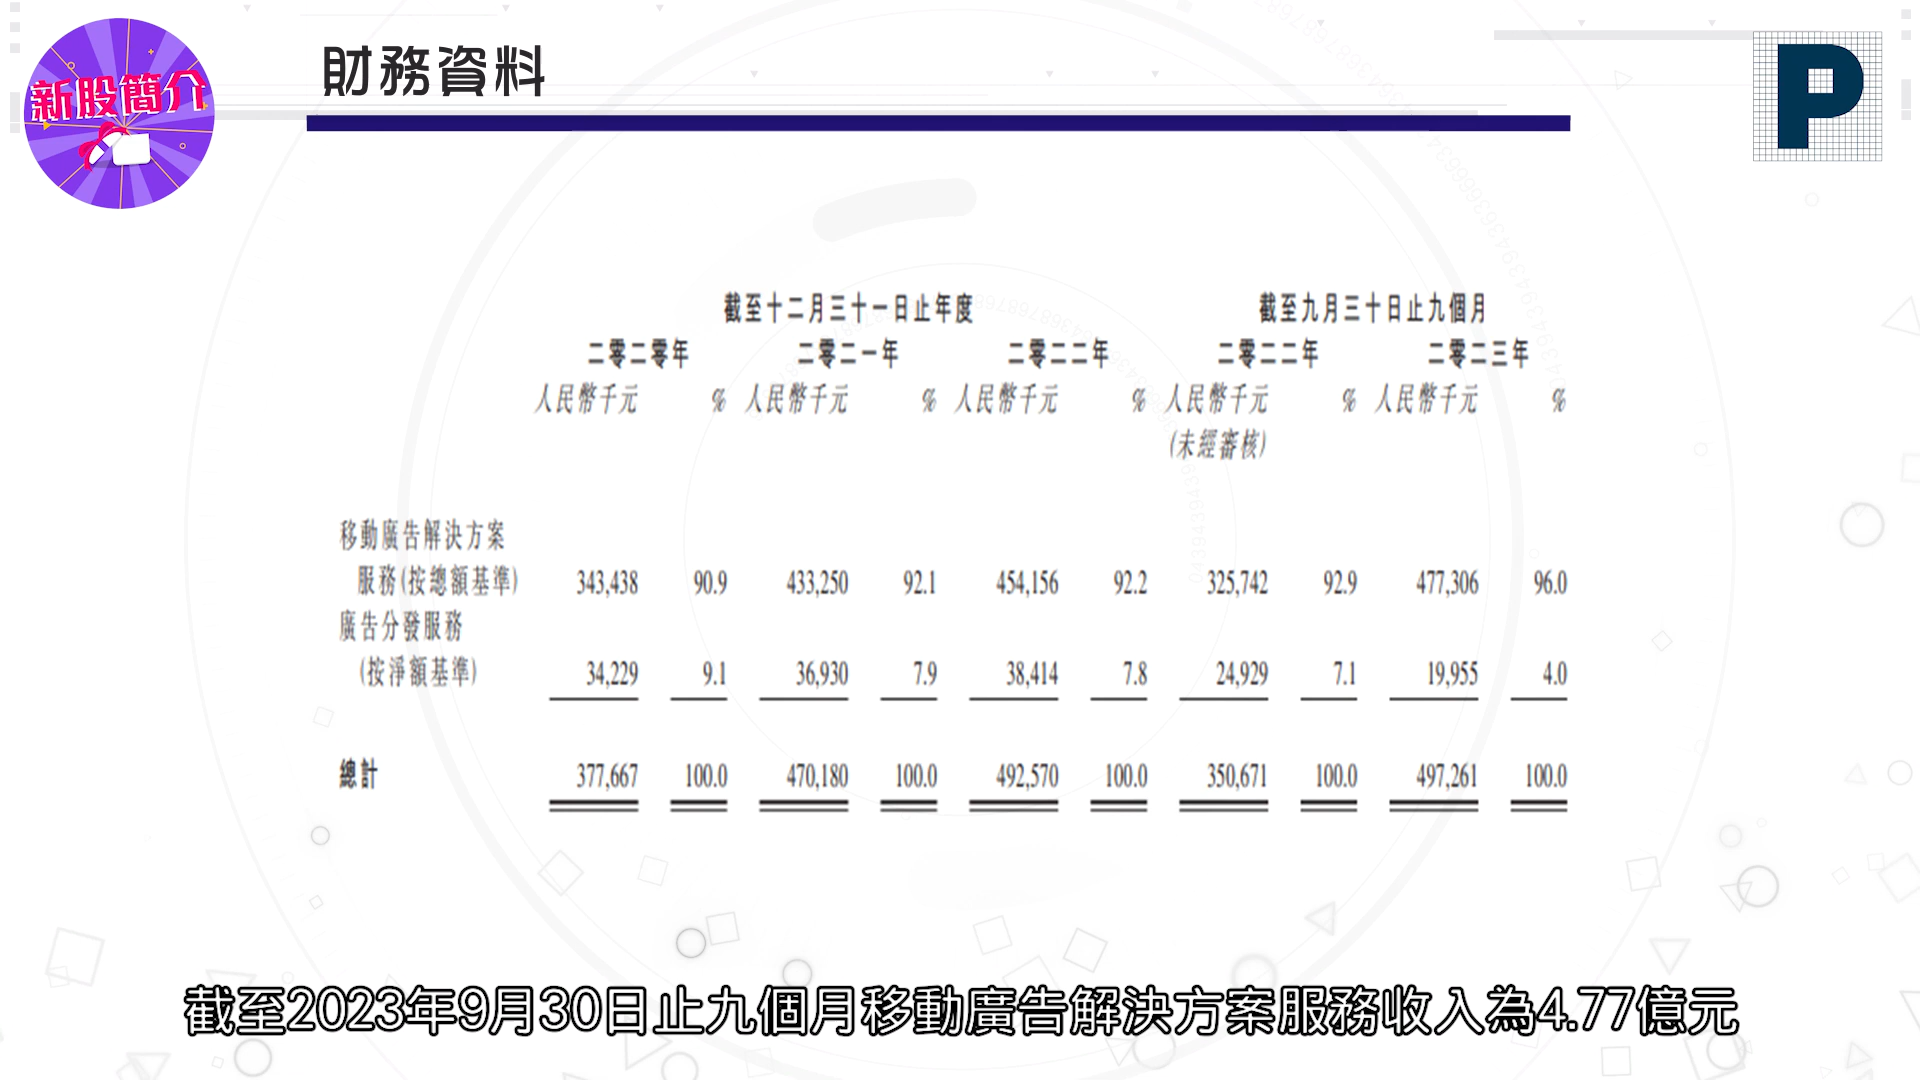 新股簡介
財務資料
P
截至十二月三十一日止年度 截至九月三十日止九個月
二零二零年 二零二一年 二零二二年 二零二二年 二零二三年
人民幣千元 % 人民幣千元 % 人民幣千元 % 人民幣千元 % 人民幣千元 %
(未經審核)
移動廣告解決方案
服務(按總額基準) 343,438 90.9 433,250 92.1 454,156 92.2 325,742 92.9 477,306 96.0
廣告分發服務
(按淨額基準) 34,229 9.1 36,930 7.9 38,414 7.8 24,929 7.1 19,955 4.0
總計 377,667 100.0 470,180 100.0 492,570 100.0 350,671 100.0 497,261 100.0
截至2023年9月30日止九個月移動廣告解決方案服務收入為4.77億元